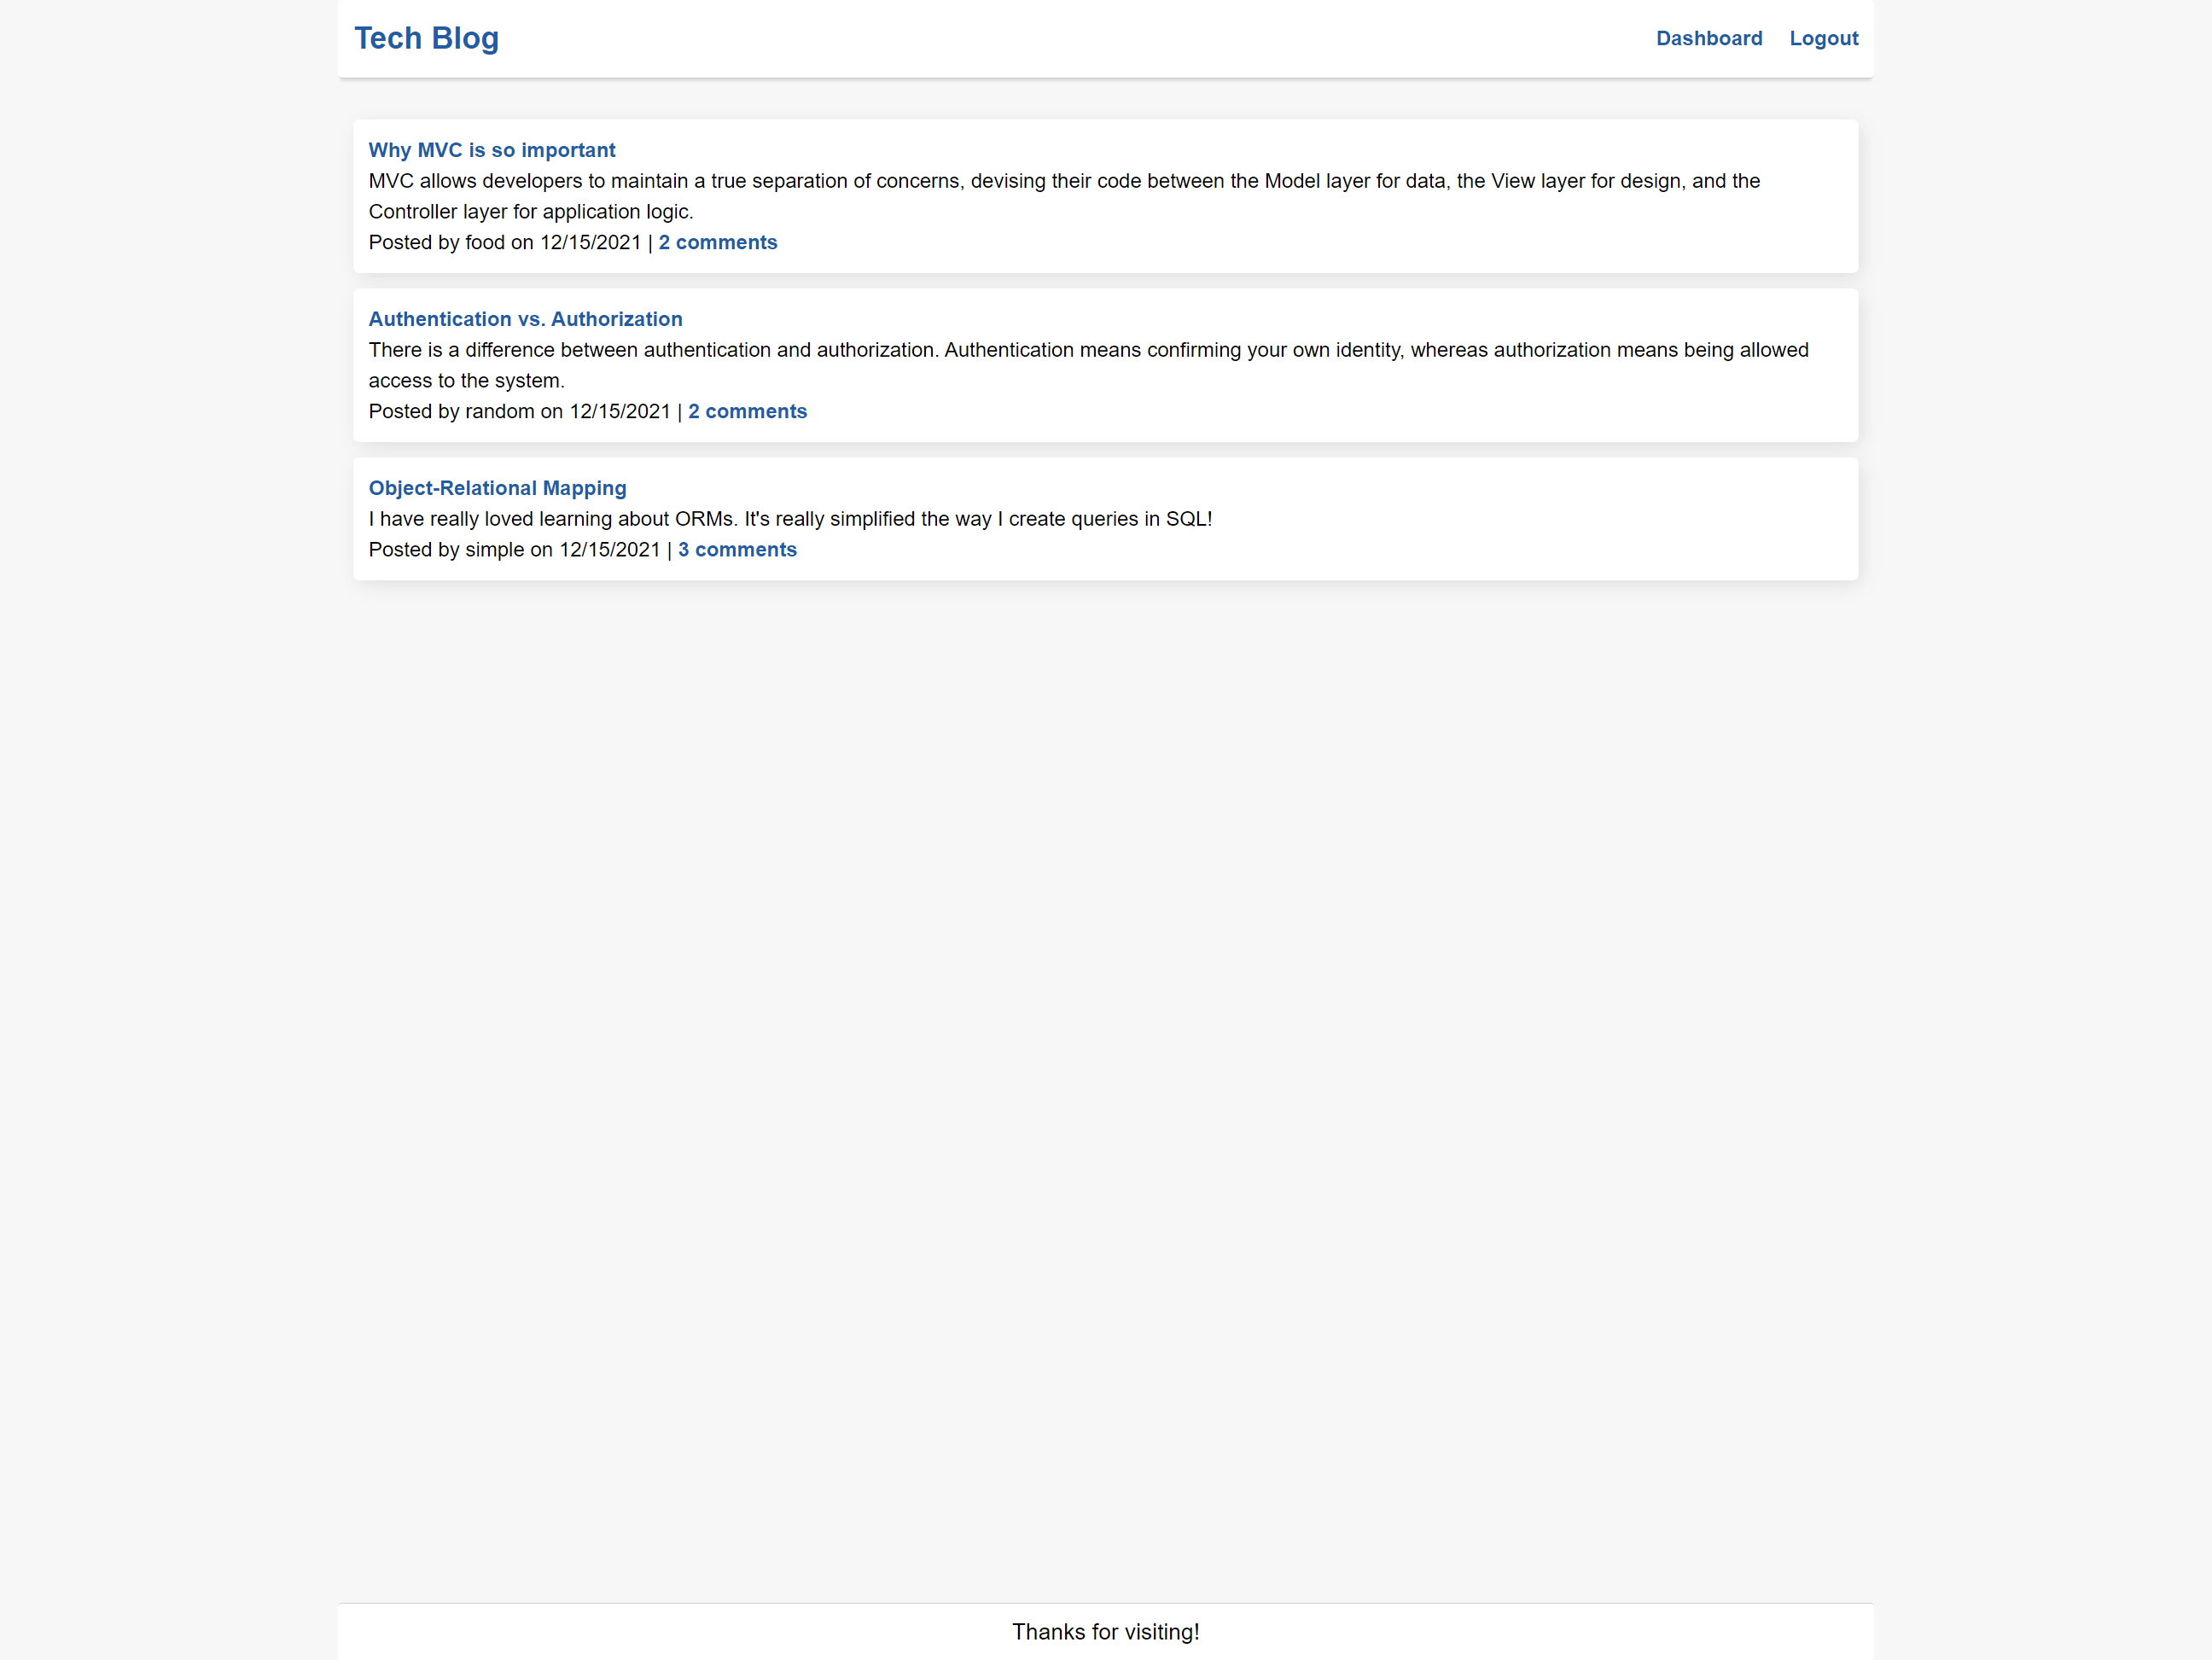 Tech Blog
Dashboard Logout
Why MVC is so important
MVC allows developers to maintain a true separation of concerns, devising their code between the Model layer for data, the View layer for design, and the
Controller layer for application logic.
Posted by food on 12/15/2021 | 2 comments
Authentication vs. Authorization
There is a difference between authentication and authorization. Authentication means confirming your own identity, whereas authorization means being allowed
access to the system.
Posted by random on 12/15/2021 | 2 comments
Object-Relational Mapping
I have really loved learning about ORMs. It's really simplified the way I create queries in SQL!
Posted by simple on 12/15/2021 | 3 comments
Thanks for visiting!